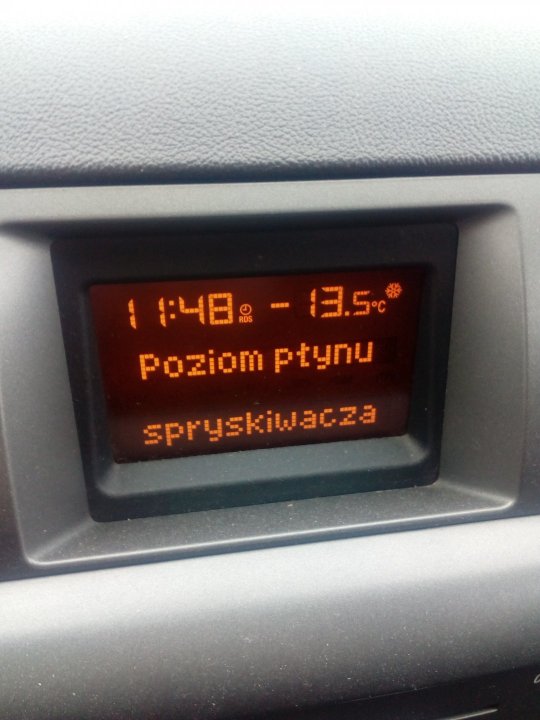 11:48 RDS -13.5°C
Poziom płynu
spryskiwacza